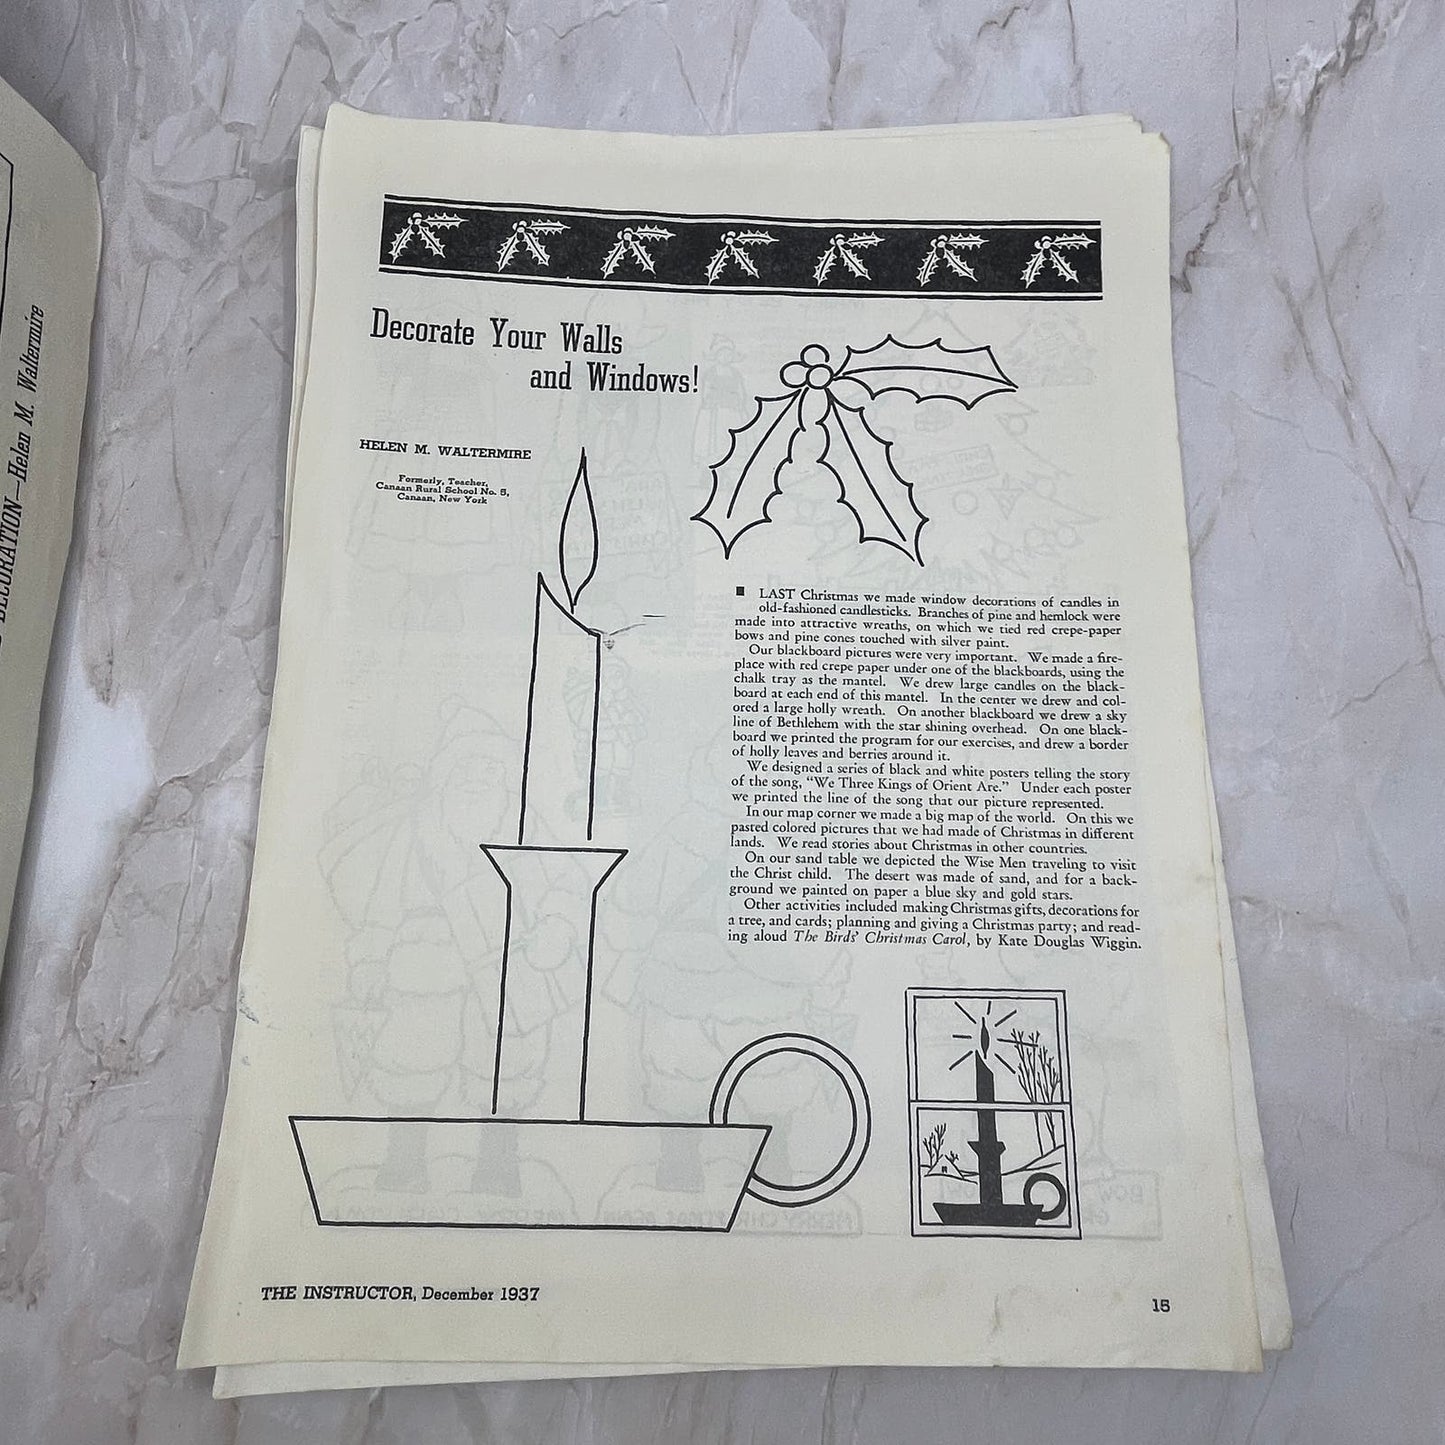 DECORATION—Helen M. Waltermire
Decorate Your Walls
and Windows!
HELEN M. WALTERMIRE
Formerly, Teacher,
Canaan Rural School No. 5,
Canaan, New York
■ LAST Christmas we made window decorations of candles in
old-fashioned candlesticks. Branches of pine and hemlock were
made into attractive wreaths, on which we tied red crepe-paper
bows and pine cones touched with silver paint.
Our blackboard pictures were very important. We made a fire-
place with red crepe paper under one of the blackboards, using the
chalk tray as the mantel. We drew large candles on the black-
board at each end of this mantel. In the center we drew and col-
ored a large holly wreath. On another blackboard we drew a sky
line of Bethlehem with the star shining overhead. On one black-
board we printed the program for our exercises, and drew a border
of holly leaves and berries around it.
We designed a series of black and white posters telling the story
of the song, "We Three Kings of Orient Are." Under each poster
we printed the line of the song that our picture represented.
In our map corner we made a big map of the world. On this we
pasted colored pictures that we had made of Christmas in different
lands. We read stories about Christmas in other countries.
On our sand table we depicted the Wise Men traveling to visit
the Christ child. The desert was made of sand, and for a back-
ground we painted on paper a blue sky and gold stars.
Other activities included making Christmas gifts, decorations for
a tree, and cards; planning and giving a Christmas party; and read-
ing aloud The Birds' Christmas Carol, by Kate Douglas Wiggin.
THE INSTRUCTOR, December 1937
15